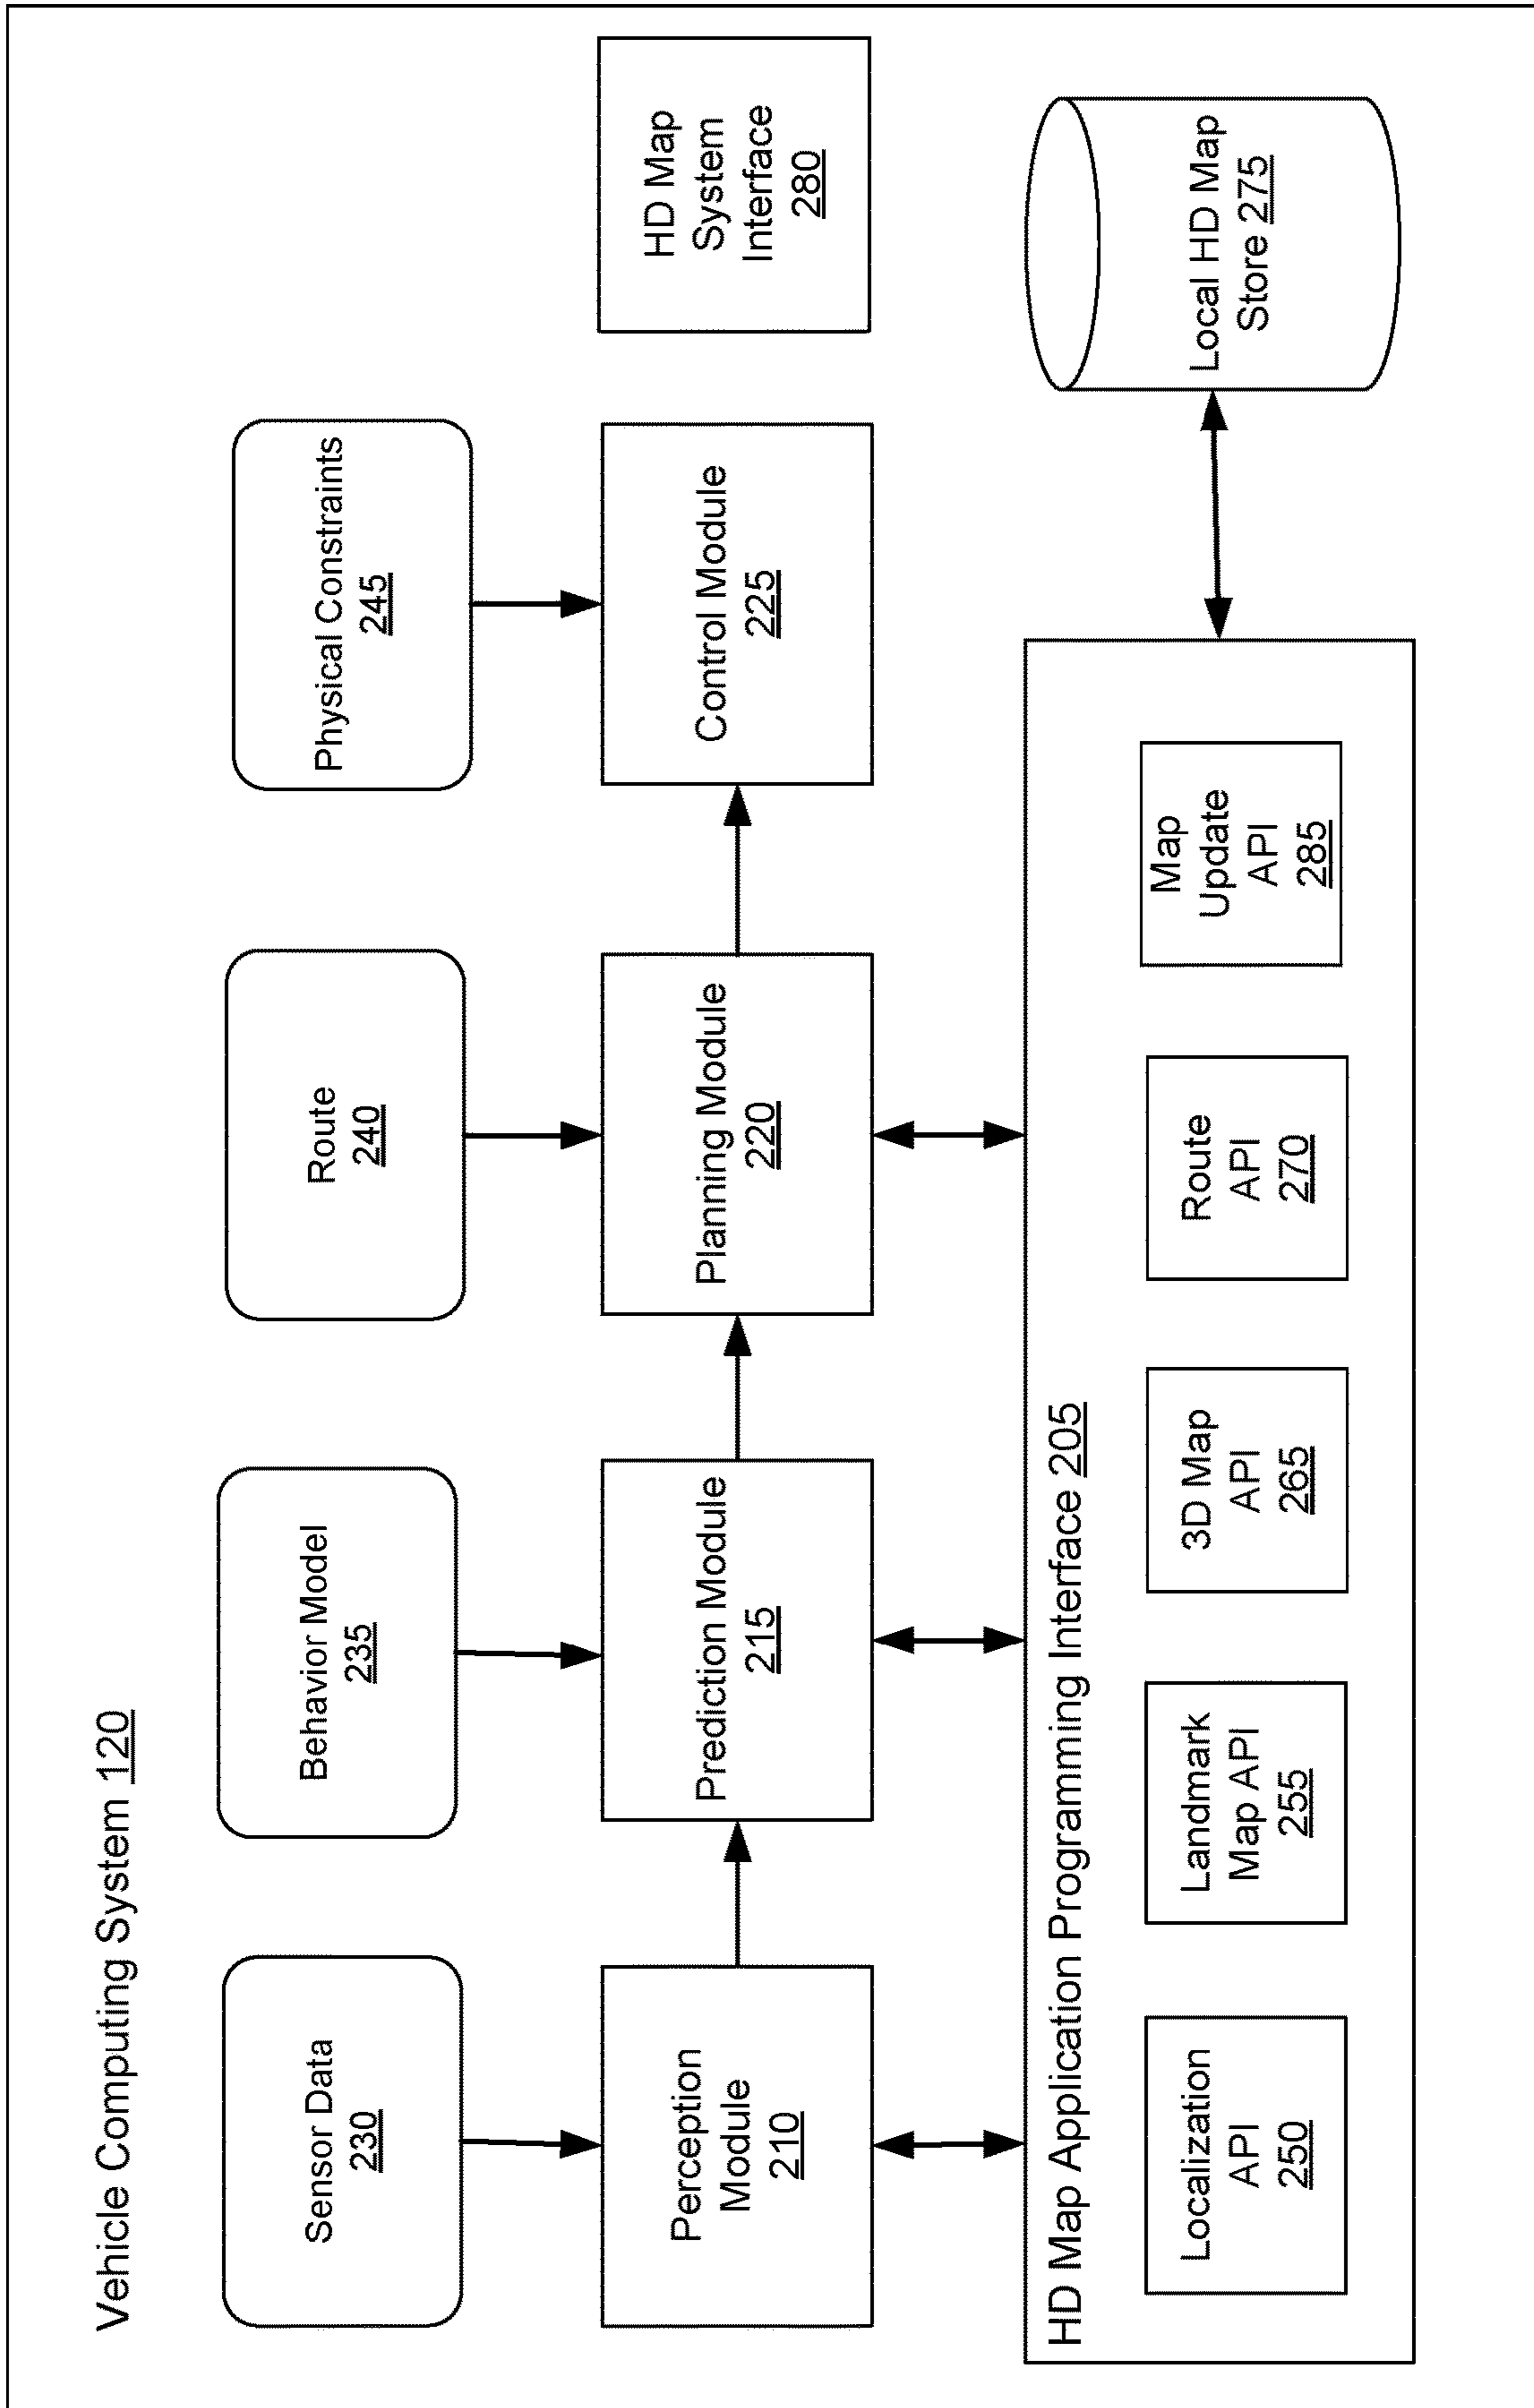 Vehicle Computing System 120
Sensor Data
230
Behavior Model
235
Route
240
Physical Constraints
245
Perception
Module
210
Prediction Module
215
Planning Module
220
Control Module
225
HD Map
System
Interface
280
HD Map Application Programming Interface 205
Localization
API
250
Landmark
Map API
255
3D Map
API
265
Route
API
270
Map
Update
API
285
Local HD Map
Store 275